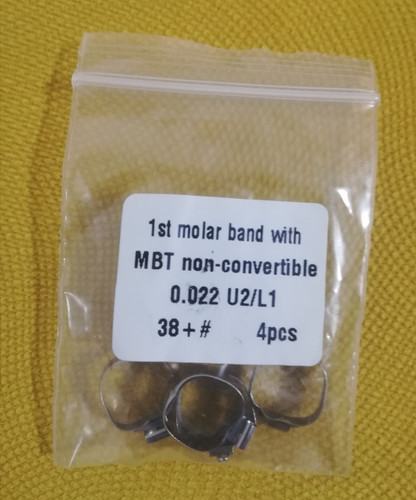 1st molar band with
MBT non-convertible
0.022 U2/L1
38+# 4pcs